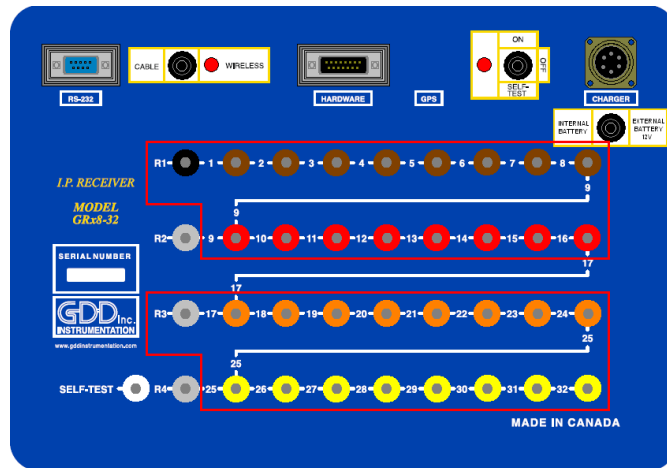 ON
OFF
CABLE
WIRELESS
SELF-
TEST
RS-232
HARDWARE
GPS
CHARGER
INTERNAL
BATTERY
EXTERNAL
BATTERY
12V
R1 1 2 3 4 5 6 7 8
9
I.P. RECEIVER
MODEL
GRx8-32
9
R2 9 10 11 12 13 14 15 16
17
SERIAL NUMBER
17
R3 17 18 19 20 21 22 23 24
GDD Inc.
INSTRUMENTATION
www.gddinstrumentation.com
25
25
SELF-TEST R4 25 26 27 28 29 30 31 32
MADE IN CANADA